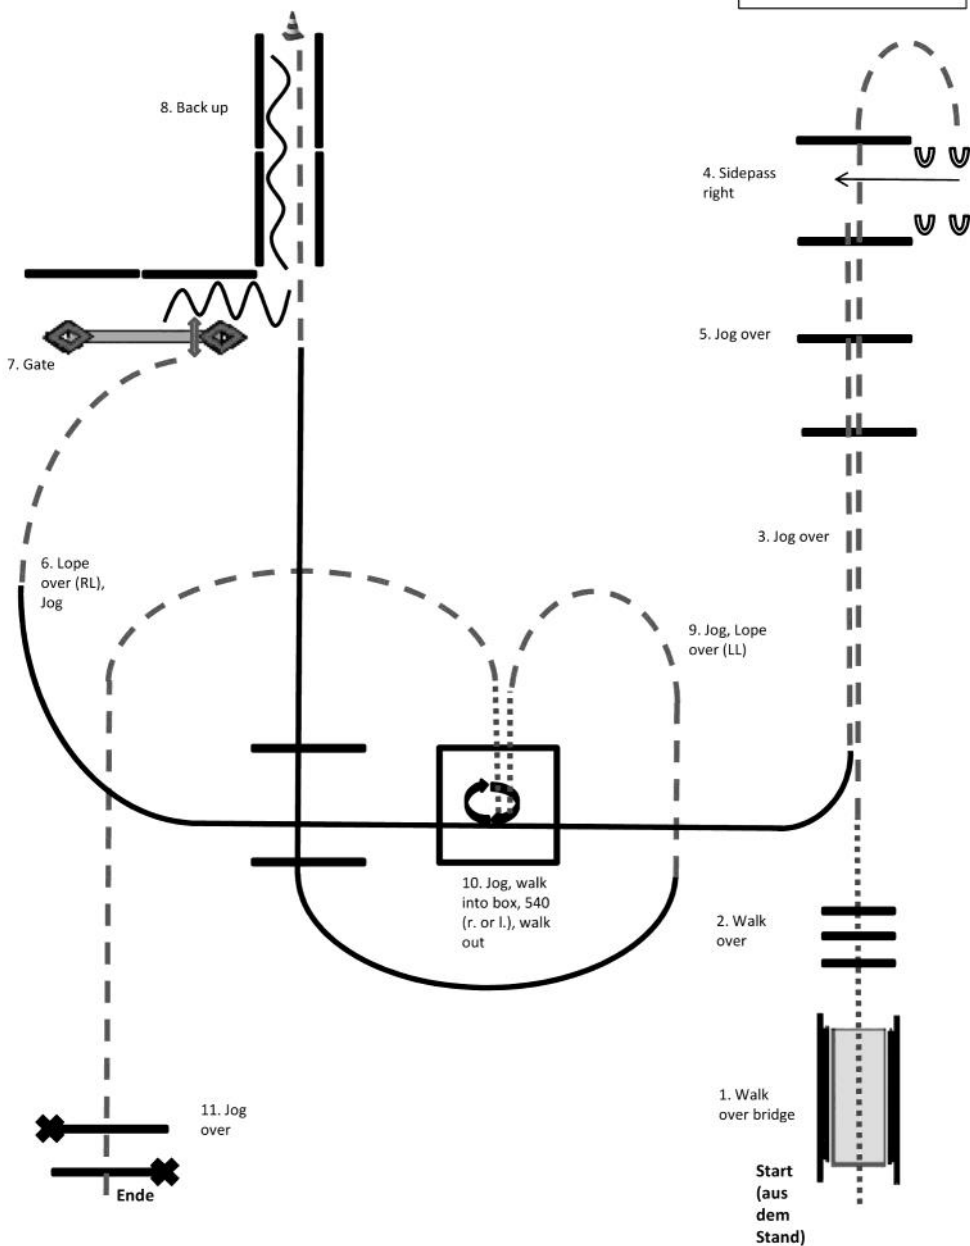 8. Back up
4. Sidepass
right
5. Jog over
7. Gate
3. Jog over
6. Lope
over (RL),
Jog
9. Jog, Lope
over (LL)
10. Jog, walk
into box, 540
(r. or l.), walk
out
2. Walk
over
1. Walk
over bridge
11. Jog
over
Ende
Start
(aus
dem
Stand)